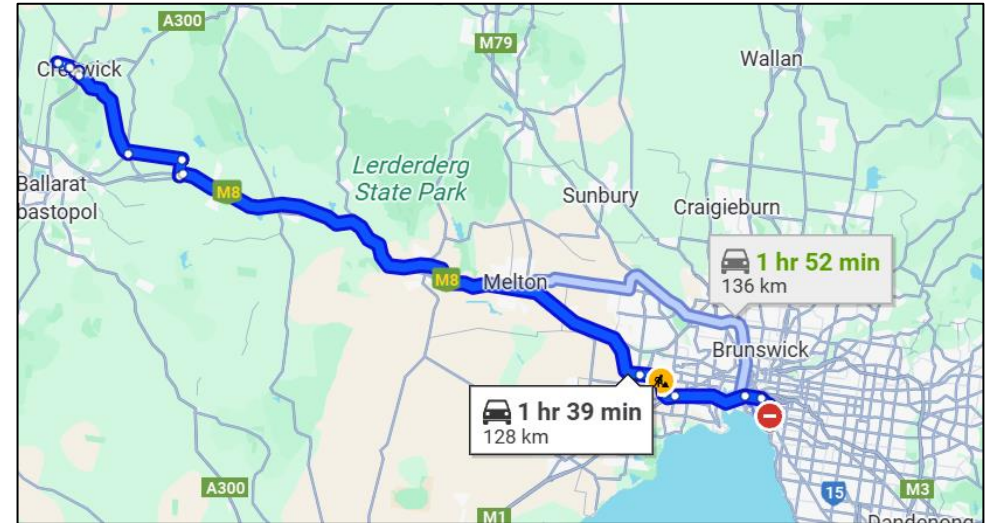 A300
M79
Wallan
Creswick
Lerderderg
State Park
Ballarat
bastopol
M8
Sunbury
Craigieburn
1 hr 52 min
136 km
M8
Melton
Brunswick
1 hr 39 min
128 km
A300
15
M3
M1
Dandenong